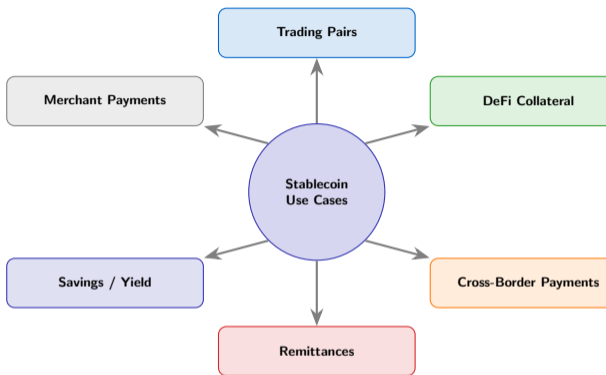 Trading Pairs
Merchant Payments
DeFi Collateral
Stablecoin
Use Cases
Savings / Yield
Cross-Border Payments
Remittances